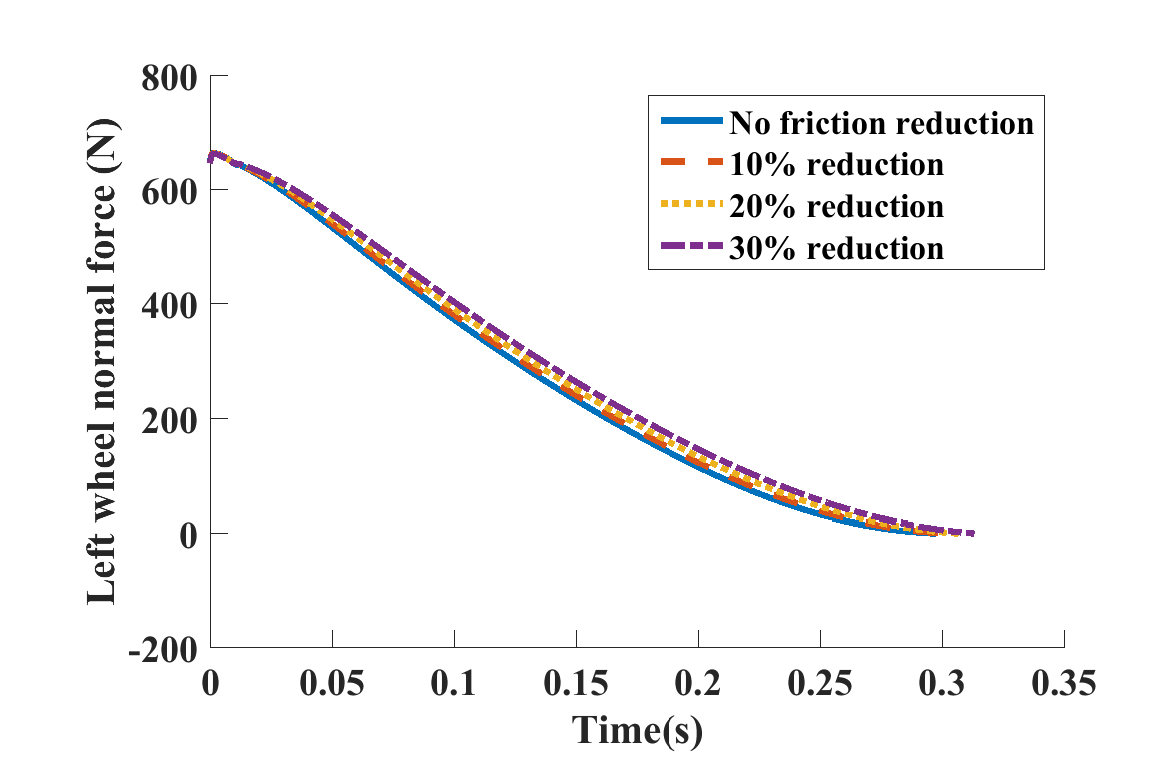 800
600
400
200
0
-200
Left wheel normal force (N)
No friction reduction
10% reduction
20% reduction
30% reduction
0 0.05 0.1 0.15 0.2 0.25 0.3 0.35
Time(s)